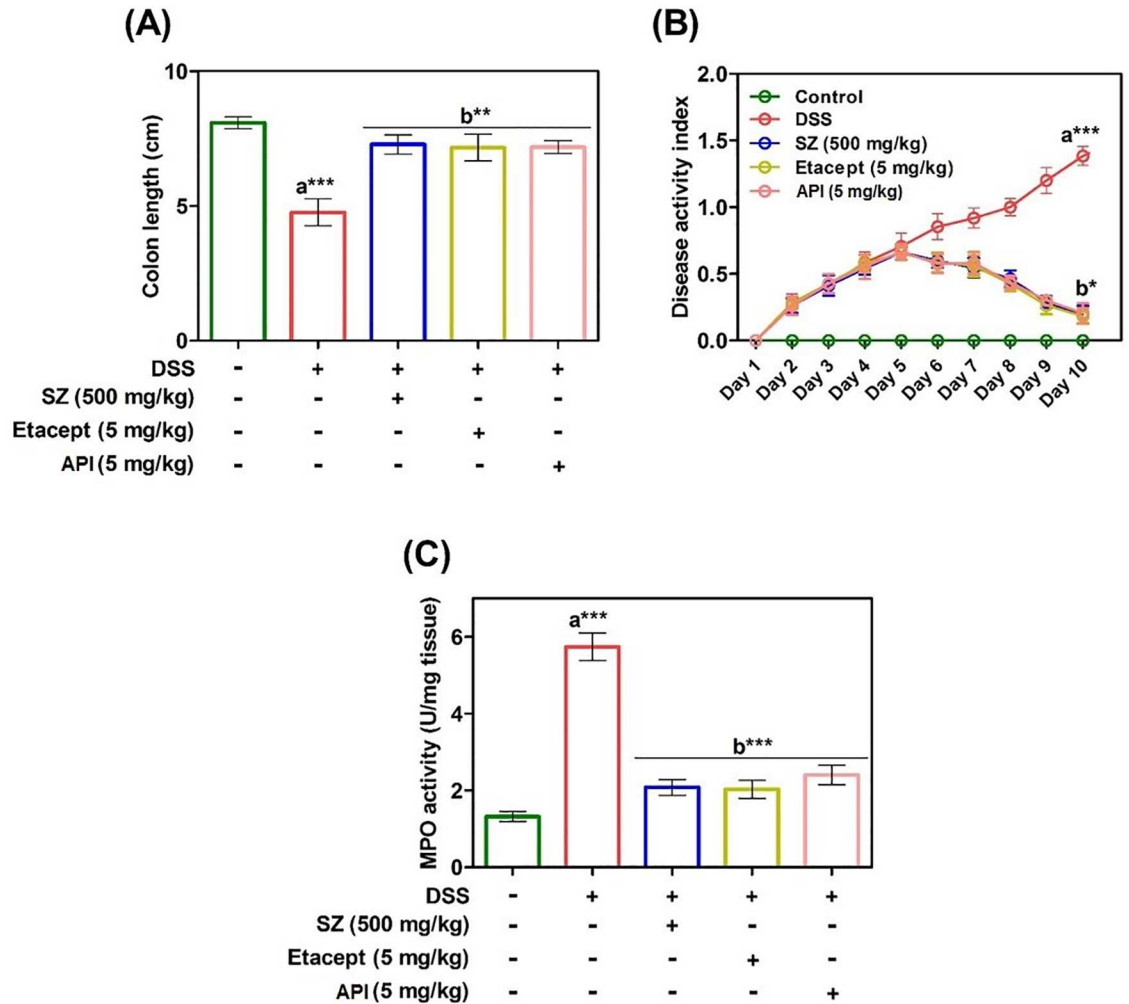 (A)
Colon length (cm)
10
5
0
a***
b**
DSS - + + + +
SZ (500 mg/kg) - - + - -
Etacept (5 mg/kg) - - - + -
API (5 mg/kg) - - - - +
(B)
Disease activity index
2.0
1.5
1.0
0.5
0.0
Control
DSS
SZ (500 mg/kg)
Etacept (5 mg/kg)
API (5 mg/kg)
a***
b*
Day 1
Day 2
Day 3
Day 4
Day 5
Day 6
Day 7
Day 8
Day 9
Day 10
(C)
MPO activity (U/mg tissue)
6
4
2
0
a***
b***
DSS - + + + +
SZ (500 mg/kg) - - + - -
Etacept (5 mg/kg) - - - + -
API (5 mg/kg) - - - - +